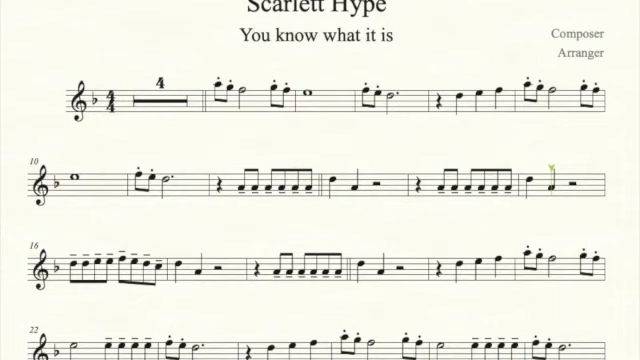 Scarlett Hype
You know what it is
Composer
Arranger
4
10
16
22